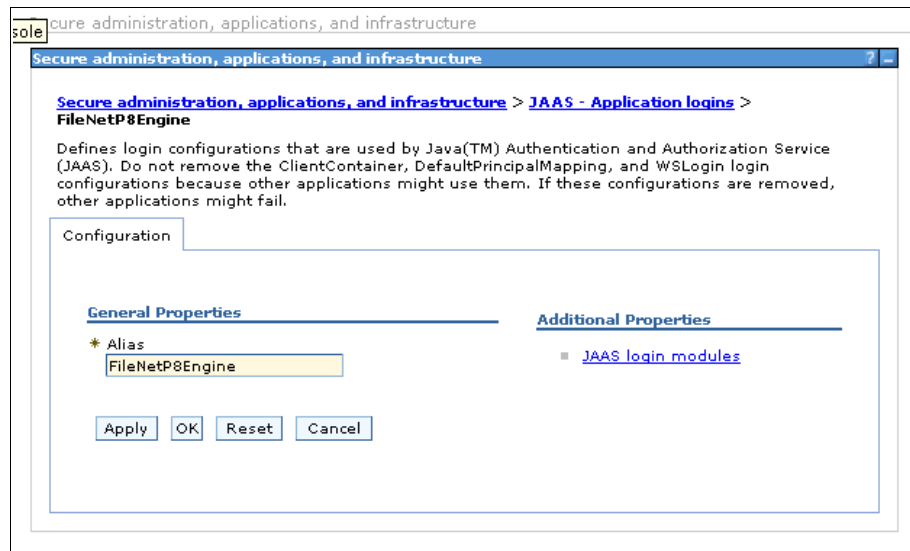 cure administration, applications, and infrastructure
sole
Secure administration, applications, and infrastructure
?
Secure administration, applications, and infrastructure > JAAS - Application logins >
FileNetP8Engine
Defines login configurations that are used by Java(TM) Authentication and Authorization Service
(JAAS). Do not remove the ClientContainer, DefaultPrincipalMapping, and WSLogin login
configurations because other applications might use them. If these configurations are removed,
other applications might fail.
Configuration
General Properties
Additional Properties
* Alias
JAAS login modules
FileNetP8Engine
Apply OK Reset Cancel